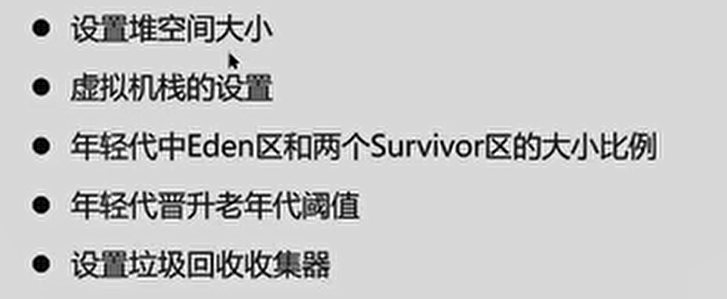 ● 设置堆空间大小
● 虚拟机栈的设置
● 年轻代中Eden区和两个Survivor区的大小比例
● 年轻代晋升老年代阈值
● 设置垃圾回收收集器